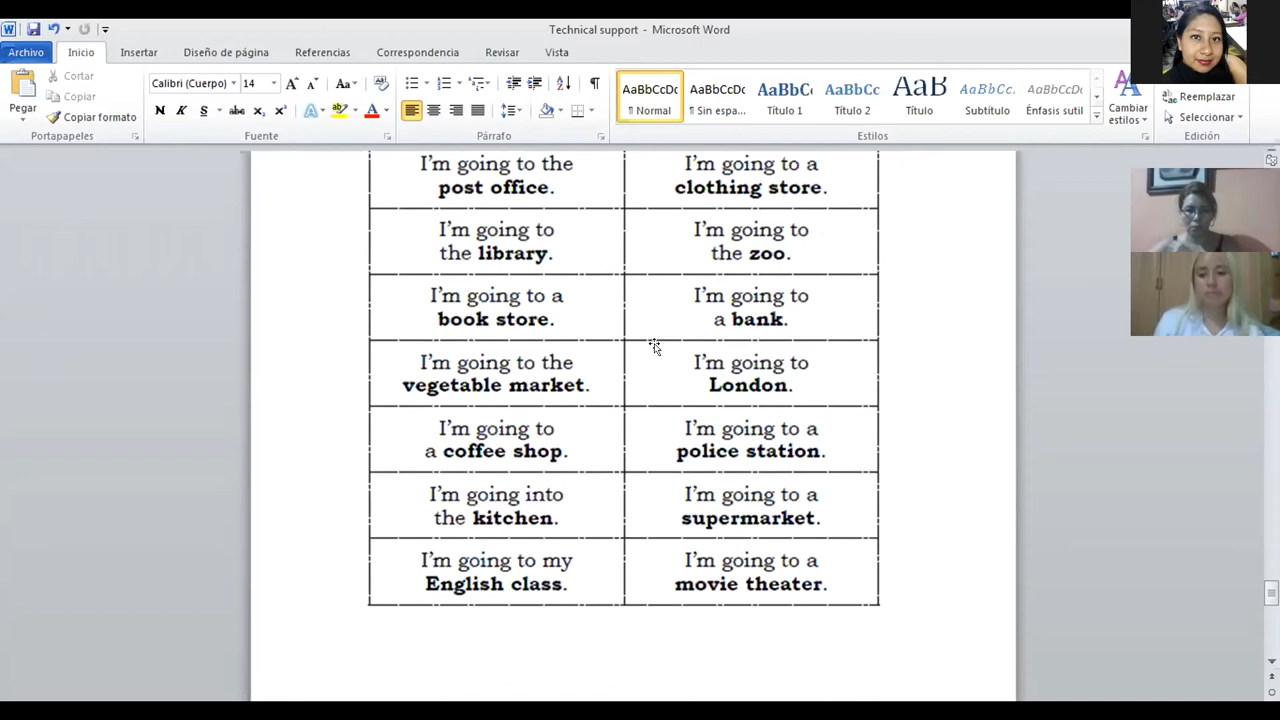 Technical support - Microsoft Word
Archivo Inicio Insertar Diseño de página Referencias Correspondencia Revisar Vista
Pegar
Cortar
Copiar
Copiar formato
Portapapeles
Calibri (Cuerpo) 14
Fuente
Párrafo
AaBbCcDc AaBbCcDc AaBbC AaBbCc AaB AaBbCc. AaBbCcDc
¶ Normal ¶ Sin espa... Título 1 Título 2 Título Subtítulo Énfasis sutil
Cambiar
estilos
Estilos
Reemplazar
Seleccionar
Edición
I'm going to the
post office.
I'm going to a
clothing store.
I'm going to
the library.
I'm going to
the zoo.
I'm going to a
book store.
I'm going to
a bank.
I'm going to the
vegetable market.
I'm going to
London.
I'm going to
a coffee shop.
I'm going to a
police station.
I'm going into
the kitchen.
I'm going to a
supermarket.
I'm going to my
English class.
I'm going to a
movie theater.